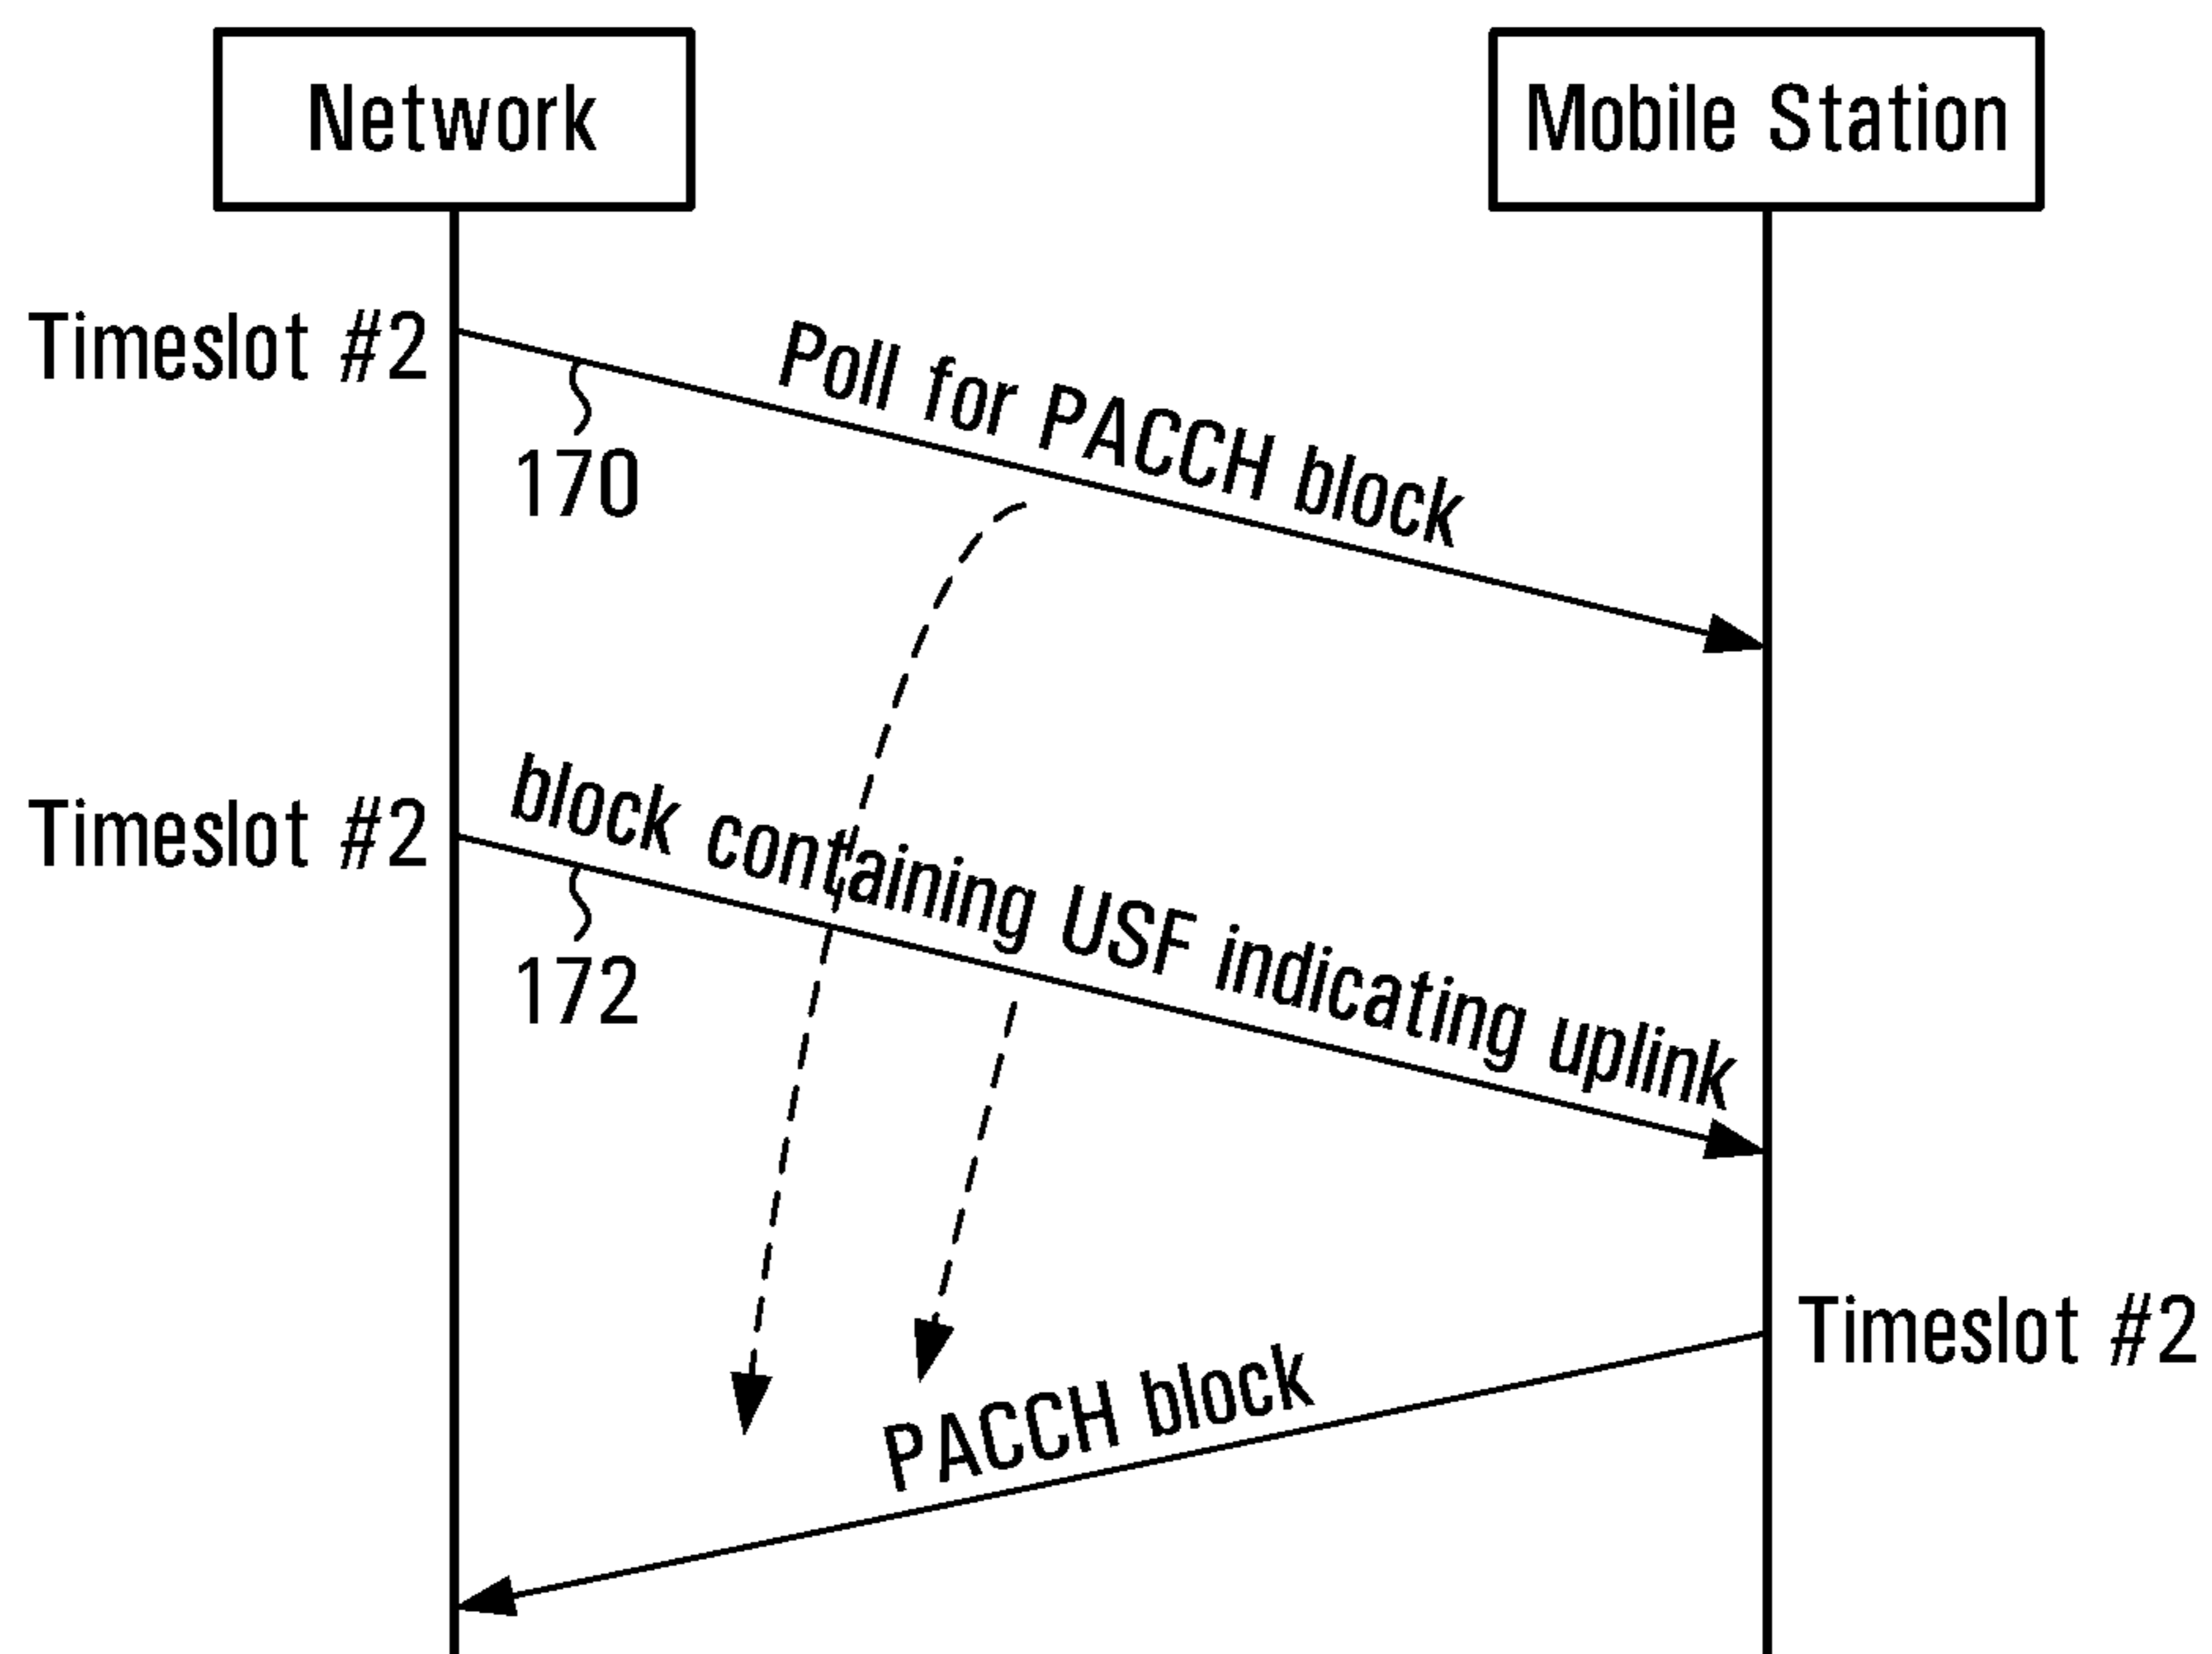 Network
Mobile Station
Timeslot #2
Poll for PACCH block
170
Timeslot #2
block containing USF indicating uplink
172
Timeslot #2
PACCH block